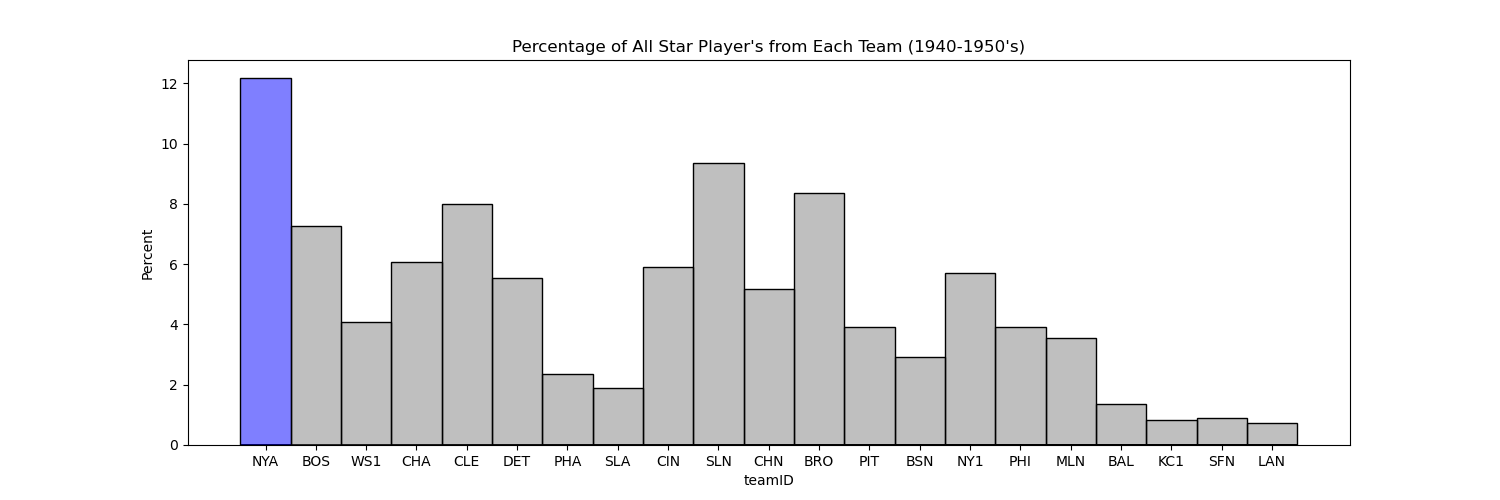 Percentage of All Star Player's from Each Team (1940-1950's)
12
10
8
6
4
2
0
Percent
NYA BOS WS1 CHA CLE DET PHA SLA CIN SLN CHN BRO PIT BSN NY1 PHI MLN BAL KC1 SFN LAN
teamID